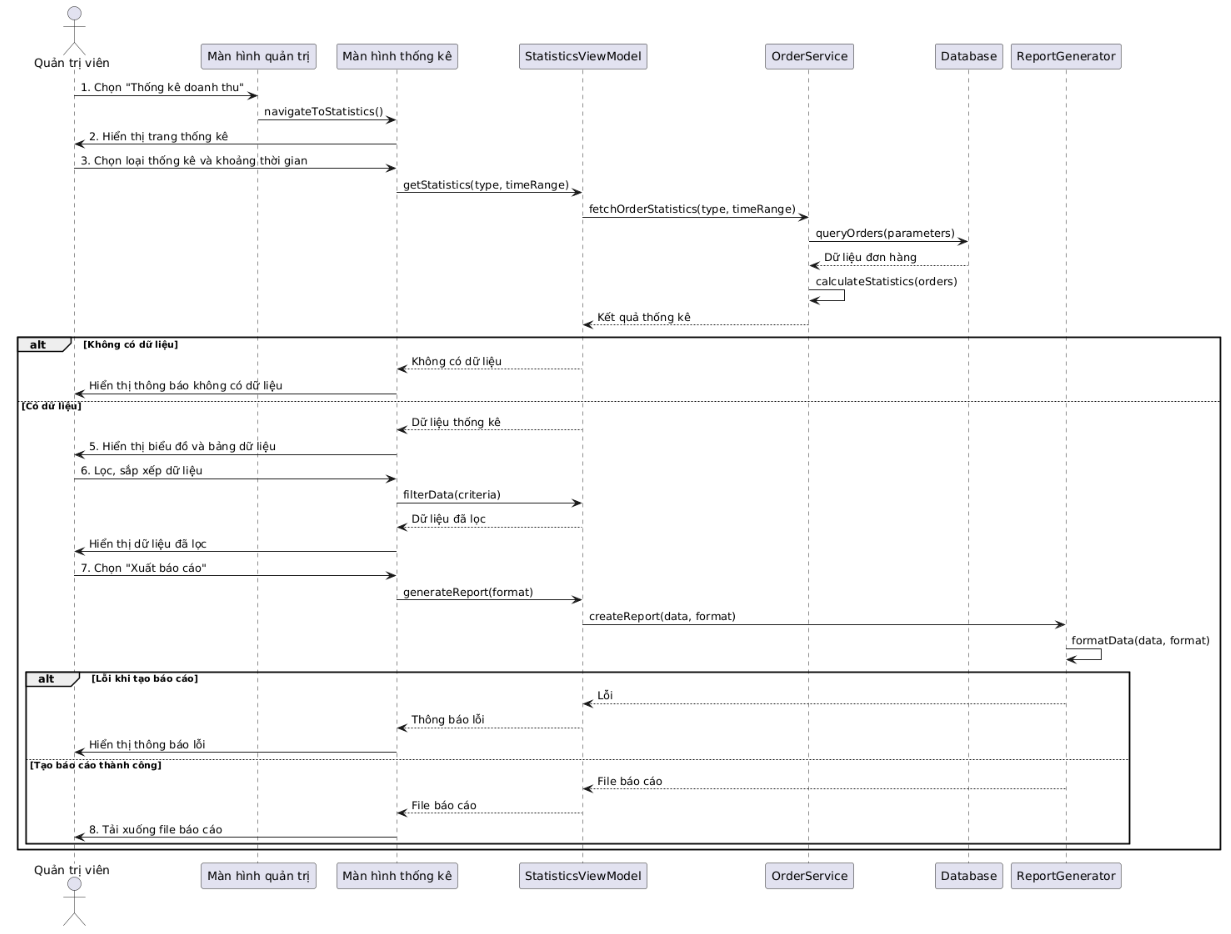 Quản trị viên
Màn hình quản trị
Màn hình thống kê
StatisticsViewModel
OrderService
Database
ReportGenerator
1. Chọn "Thống kê doanh thu"
navigateToStatistics()
2. Hiển thị trang thống kê
3. Chọn loại thống kê và khoảng thời gian
getStatistics(type, timeRange)
fetchOrderStatistics(type, timeRange)
queryOrders(parameters)
Dữ liệu đơn hàng
calculateStatistics(orders)
Kết quả thống kê
alt [Không có dữ liệu]
Không có dữ liệu
Hiển thị thông báo không có dữ liệu
[Có dữ liệu]
Dữ liệu thống kê
5. Hiển thị biểu đồ và bảng dữ liệu
6. Lọc, sắp xếp dữ liệu
filterData(criteria)
Dữ liệu đã lọc
Hiển thị dữ liệu đã lọc
7. Chọn "Xuất báo cáo"
generateReport(format)
createReport(data, format)
formatData(data, format)
alt [Lỗi khi tạo báo cáo]
Lỗi
Thông báo lỗi
Hiển thị thông báo lỗi
[Tạo báo cáo thành công]
File báo cáo
File báo cáo
8. Tải xuống file báo cáo
Quản trị viên
Màn hình quản trị
Màn hình thống kê
StatisticsViewModel
OrderService
Database
ReportGenerator